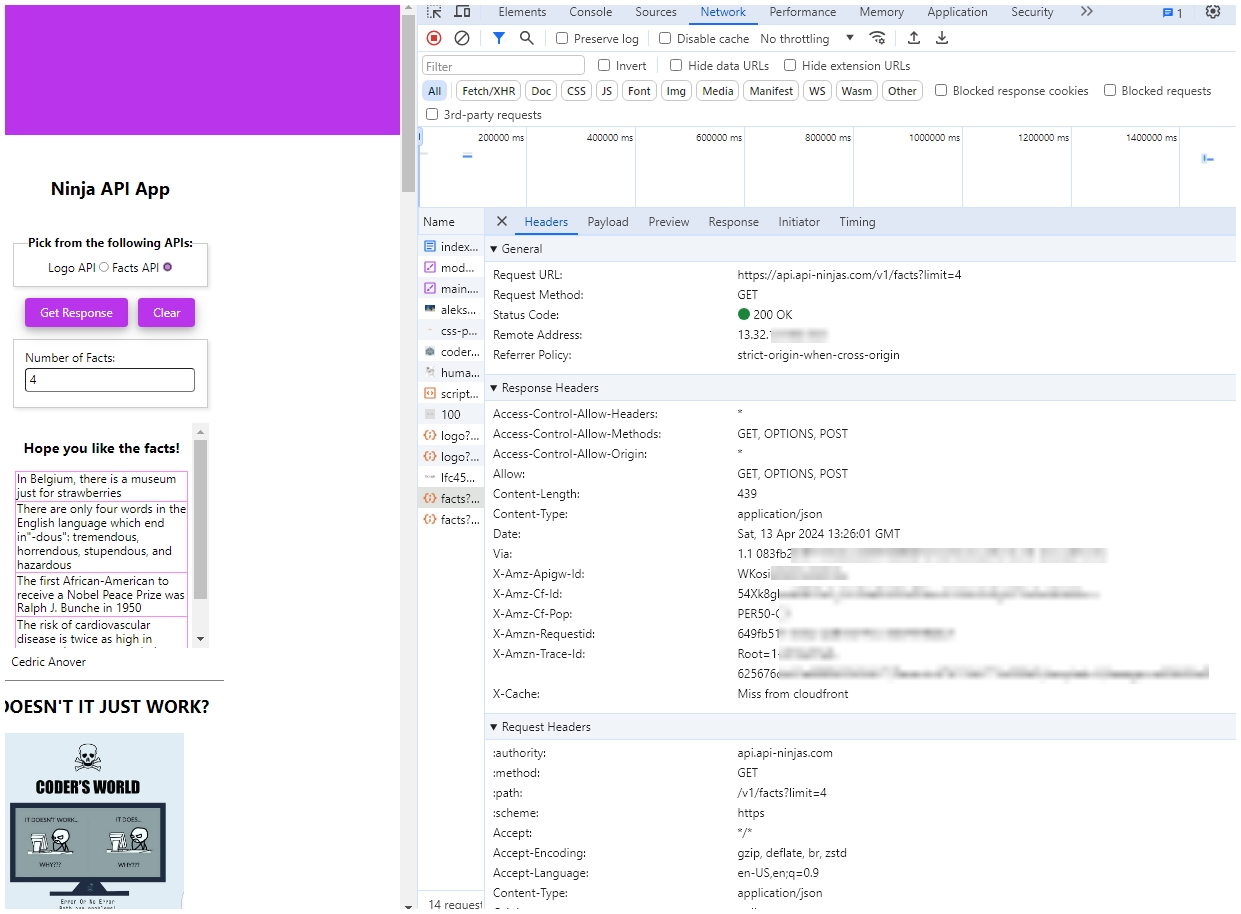 Ninja API App
Pick from the following APIs:
Logo API Facts API
Get Response Clear
Number of Facts:
4
Hope you like the facts!
In Belgium, there is a museum
just for strawberries
There are only four words in the
English language which end
in"-dous": tremendous,
horrendous, stupendous, and
hazardous
The first African-American to
receive a Nobel Peace Prize was
Ralph J. Bunche in 1950
The risk of cardiovascular
disease is twice as high in
Cedric Anover
OESN'T IT JUST WORK?
CODER'S WORLD
IT DOESN'T WORK... IT DOES...
WHY??? WHY???
Error Or No Error
Elements Console Sources Network Performance Memory Application Security 1
Preserve log Disable cache No throttling
Filter Invert Hide data URLs Hide extension URLs
All Fetch/XHR Doc CSS JS Font Img Media Manifest WS Wasm Other Blocked response cookies Blocked requests
3rd-party requests
200000 ms 400000 ms 600000 ms 800000 ms 1000000 ms 1200000 ms 1400000 ms
Name
index...
mod...
main....
aleks...
css-p...
coder...
huma...
script...
100
logo?...
logo?...
lfc45...
facts?...
facts?...
14 request
Headers Payload Preview Response Initiator Timing
General
Request URL: https://api.api-ninjas.com/v1/facts?limit=4
Request Method: GET
Status Code: 200 OK
Remote Address: 13.32.
Referrer Policy: strict-origin-when-cross-origin
Response Headers
Access-Control-Allow-Headers: *
Access-Control-Allow-Methods: GET, OPTIONS, POST
Access-Control-Allow-Origin: *
Allow: GET, OPTIONS, POST
Content-Length: 439
Content-Type: application/json
Date: Sat, 13 Apr 2024 13:26:01 GMT
Via: 1.1 083fb2
X-Amz-Apigw-Id: WKosi
X-Amz-Cf-Id: 54Xk8g
X-Amz-Cf-Pop: PER50-
X-Amzn-Requestid: 649fb51
X-Amzn-Trace-Id: Root=1-
625676
X-Cache: Miss from cloudfront
Request Headers
:authority: api.api-ninjas.com
:method: GET
:path: /v1/facts?limit=4
:scheme: https
Accept: */*
Accept-Encoding: gzip, deflate, br, zstd
Accept-Language: en-US,en;q=0.9
Content-Type: application/json